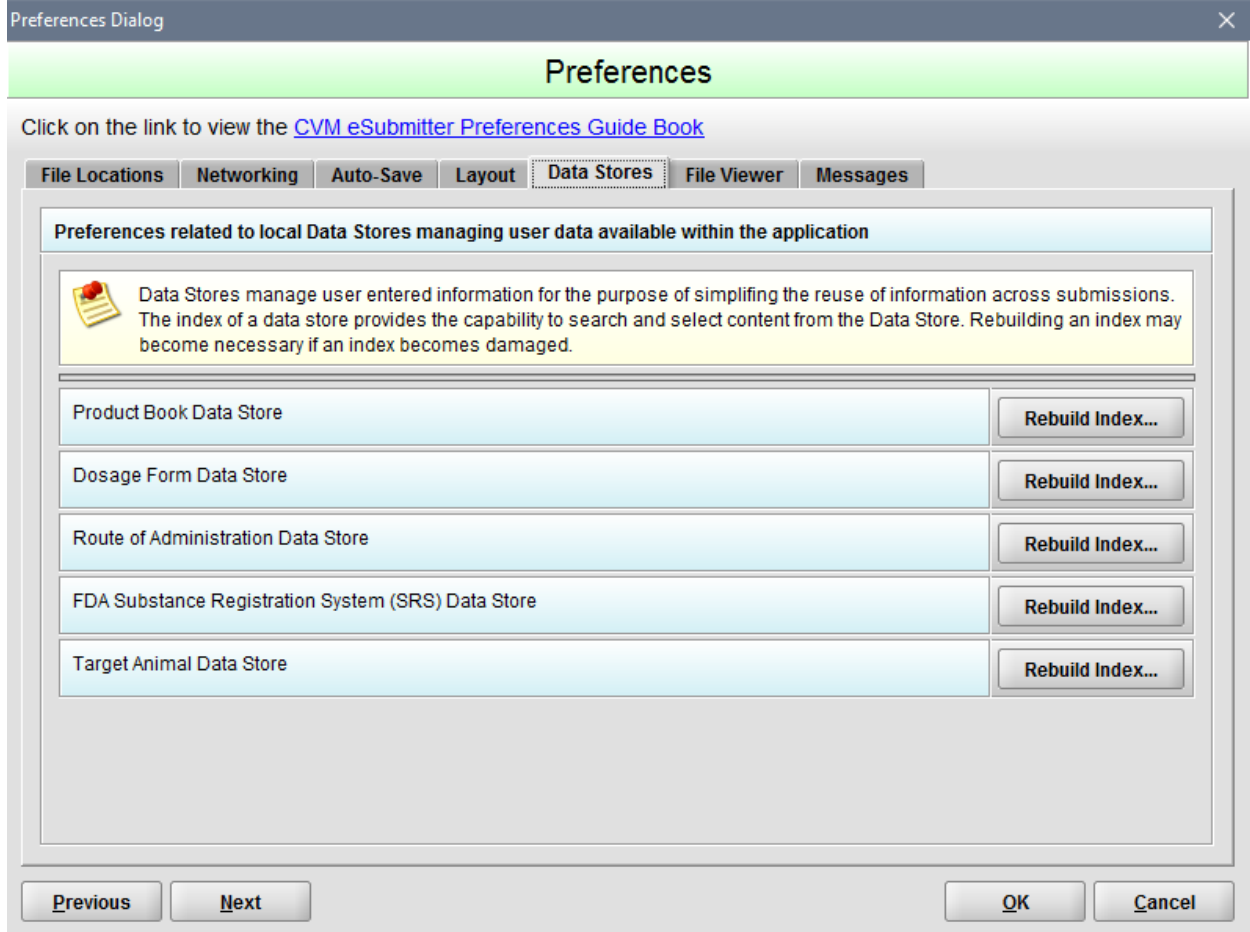 Preferences Dialog
Preferences
Click on the link to view the CVM eSubmitter Preferences Guide Book
File Locations Networking Auto-Save Layout Data Stores File Viewer Messages
Preferences related to local Data Stores managing user data available within the application
Data Stores manage user entered information for the purpose of simplifing the reuse of information across submissions.
The index of a data store provides the capability to search and select content from the Data Store. Rebuilding an index may
become necessary if an index becomes damaged.
Product Book Data Store Rebuild Index...
Dosage Form Data Store Rebuild Index...
Route of Administration Data Store Rebuild Index...
FDA Substance Registration System (SRS) Data Store Rebuild Index...
Target Animal Data Store Rebuild Index...
Previous Next OK Cancel